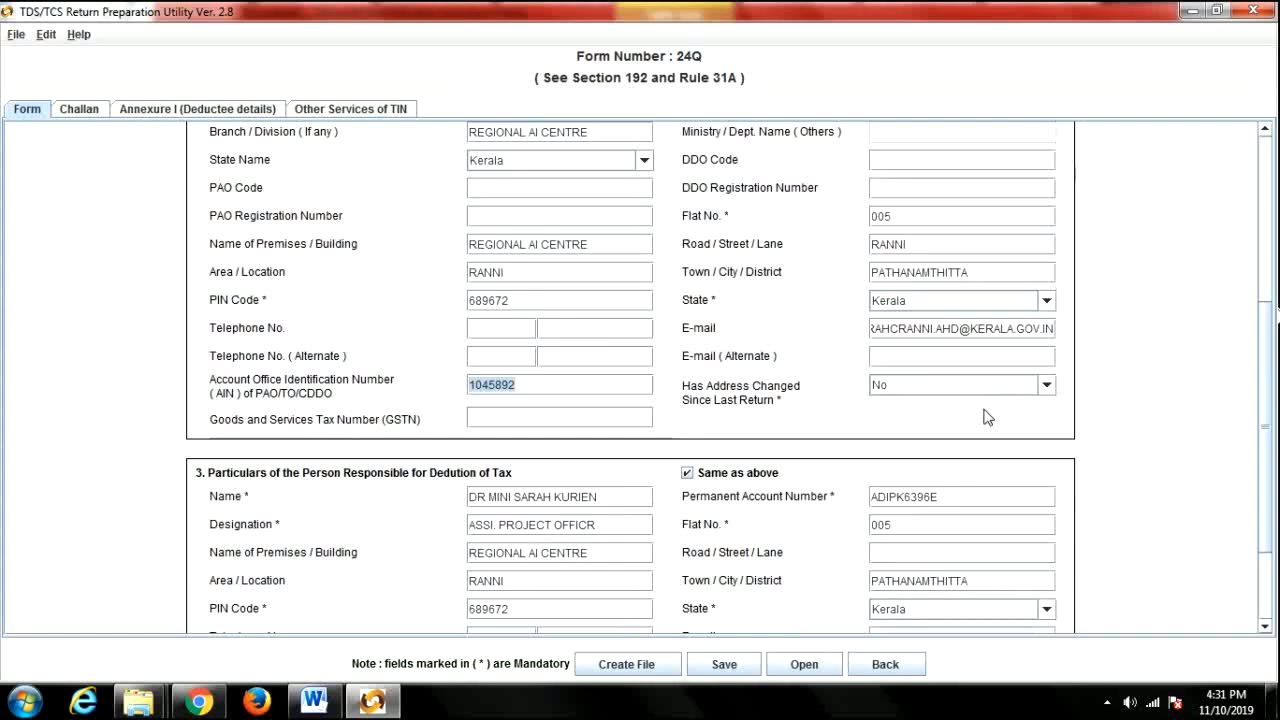 TDS/TCS Return Preparation Utility Ver. 2.8
File Edit Help
Form Number : 24Q
( See Section 192 and Rule 31A )
Form Challan Annexure I (Deductee details) Other Services of TIN
Branch / Division ( If any ) REGIONAL AI CENTRE Ministry / Dept. Name ( Others )
State Name Kerala DDO Code
PAO Code DDO Registration Number
PAO Registration Number Flat No. * 005
Name of Premises / Building REGIONAL AI CENTRE Road / Street / Lane RANNI
Area / Location RANNI Town / City / District PATHANAMTHITTA
PIN Code * 689672 State * Kerala
Telephone No. E-mail RAHCRANNI.AHD@KERALA.GOV.IN
Telephone No. ( Alternate ) E-mail ( Alternate )
Account Office Identification Number
( AIN ) of PAO/TO/CDDO 1045892 Has Address Changed
Since Last Return * No
Goods and Services Tax Number (GSTN)
3. Particulars of the Person Responsible for Dedution of Tax Same as above
Name * DR MINI SARAH KURIEN Permanent Account Number * ADIPK6396E
Designation * ASSI. PROJECT OFFICR Flat No. * 005
Name of Premises / Building REGIONAL AI CENTRE Road / Street / Lane
Area / Location RANNI Town / City / District PATHANAMTHITTA
PIN Code * 689672 State * Kerala
Note : fields marked in ( * ) are Mandatory Create File Save Open Back
4:31 PM
11/10/2019